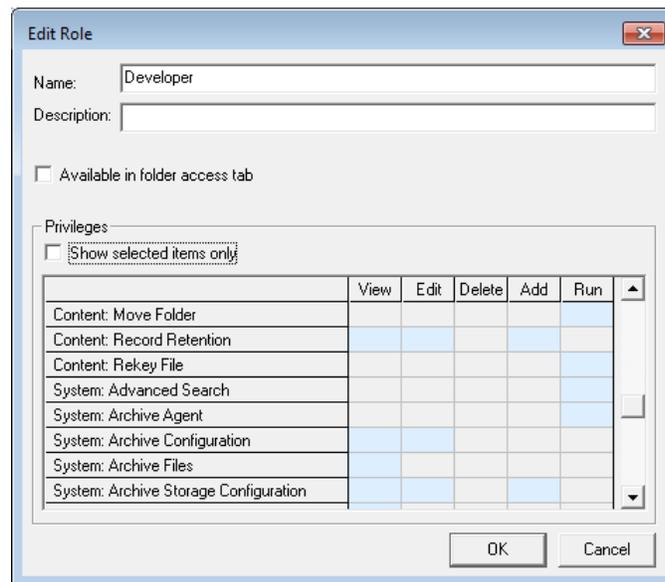 Edit Role
Name: Developer
Description:
Available in folder access tab
Privileges
Show selected items only
View Edit Delete Add Run
Content: Move Folder
Content: Record Retention
Content: Rekey File
System: Advanced Search
System: Archive Agent
System: Archive Configuration
System: Archive Files
System: Archive Storage Configuration
OK Cancel